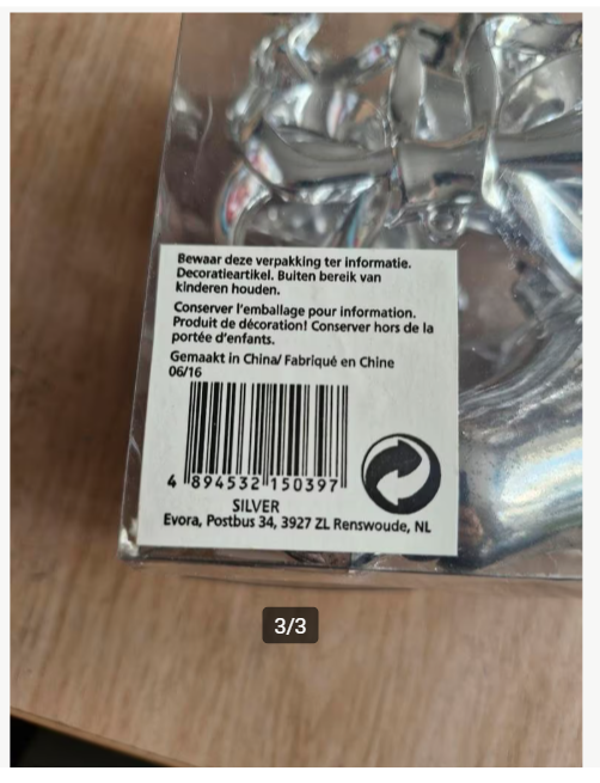 Bewaar deze verpakking ter informatie.
Decoratieartikel. Buiten bereik van
kinderen houden.
Conserver l'emballage pour information.
Produit de décoration! Conserver hors de la
portée d'enfants.
Gemaakt in China/ Fabriqué en Chine
06/16
4 894532 150397
SILVER
Evora, Postbus 34, 3927 ZL Renswoude, NL
3/3